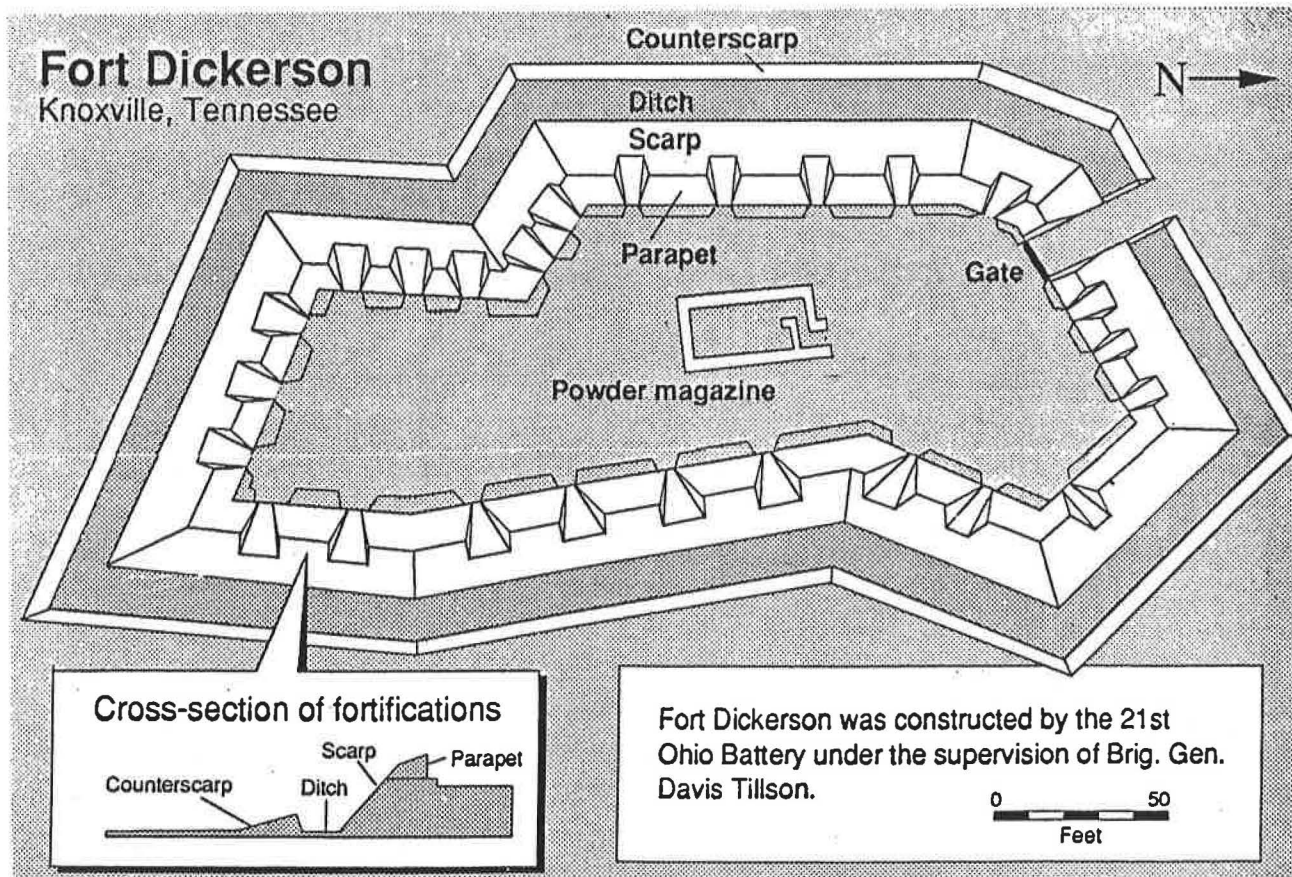 Fort Dickerson
Knoxville, Tennessee
Counterscarp
N
Ditch
Scarp
Parapet
Gate
Powder magazine
Cross-section of fortifications
Scarp
Parapet
Counterscarp
Ditch
Fort Dickerson was constructed by the 21st
Ohio Battery under the supervision of Brig. Gen.
Davis Tillson.
0 50
Feet